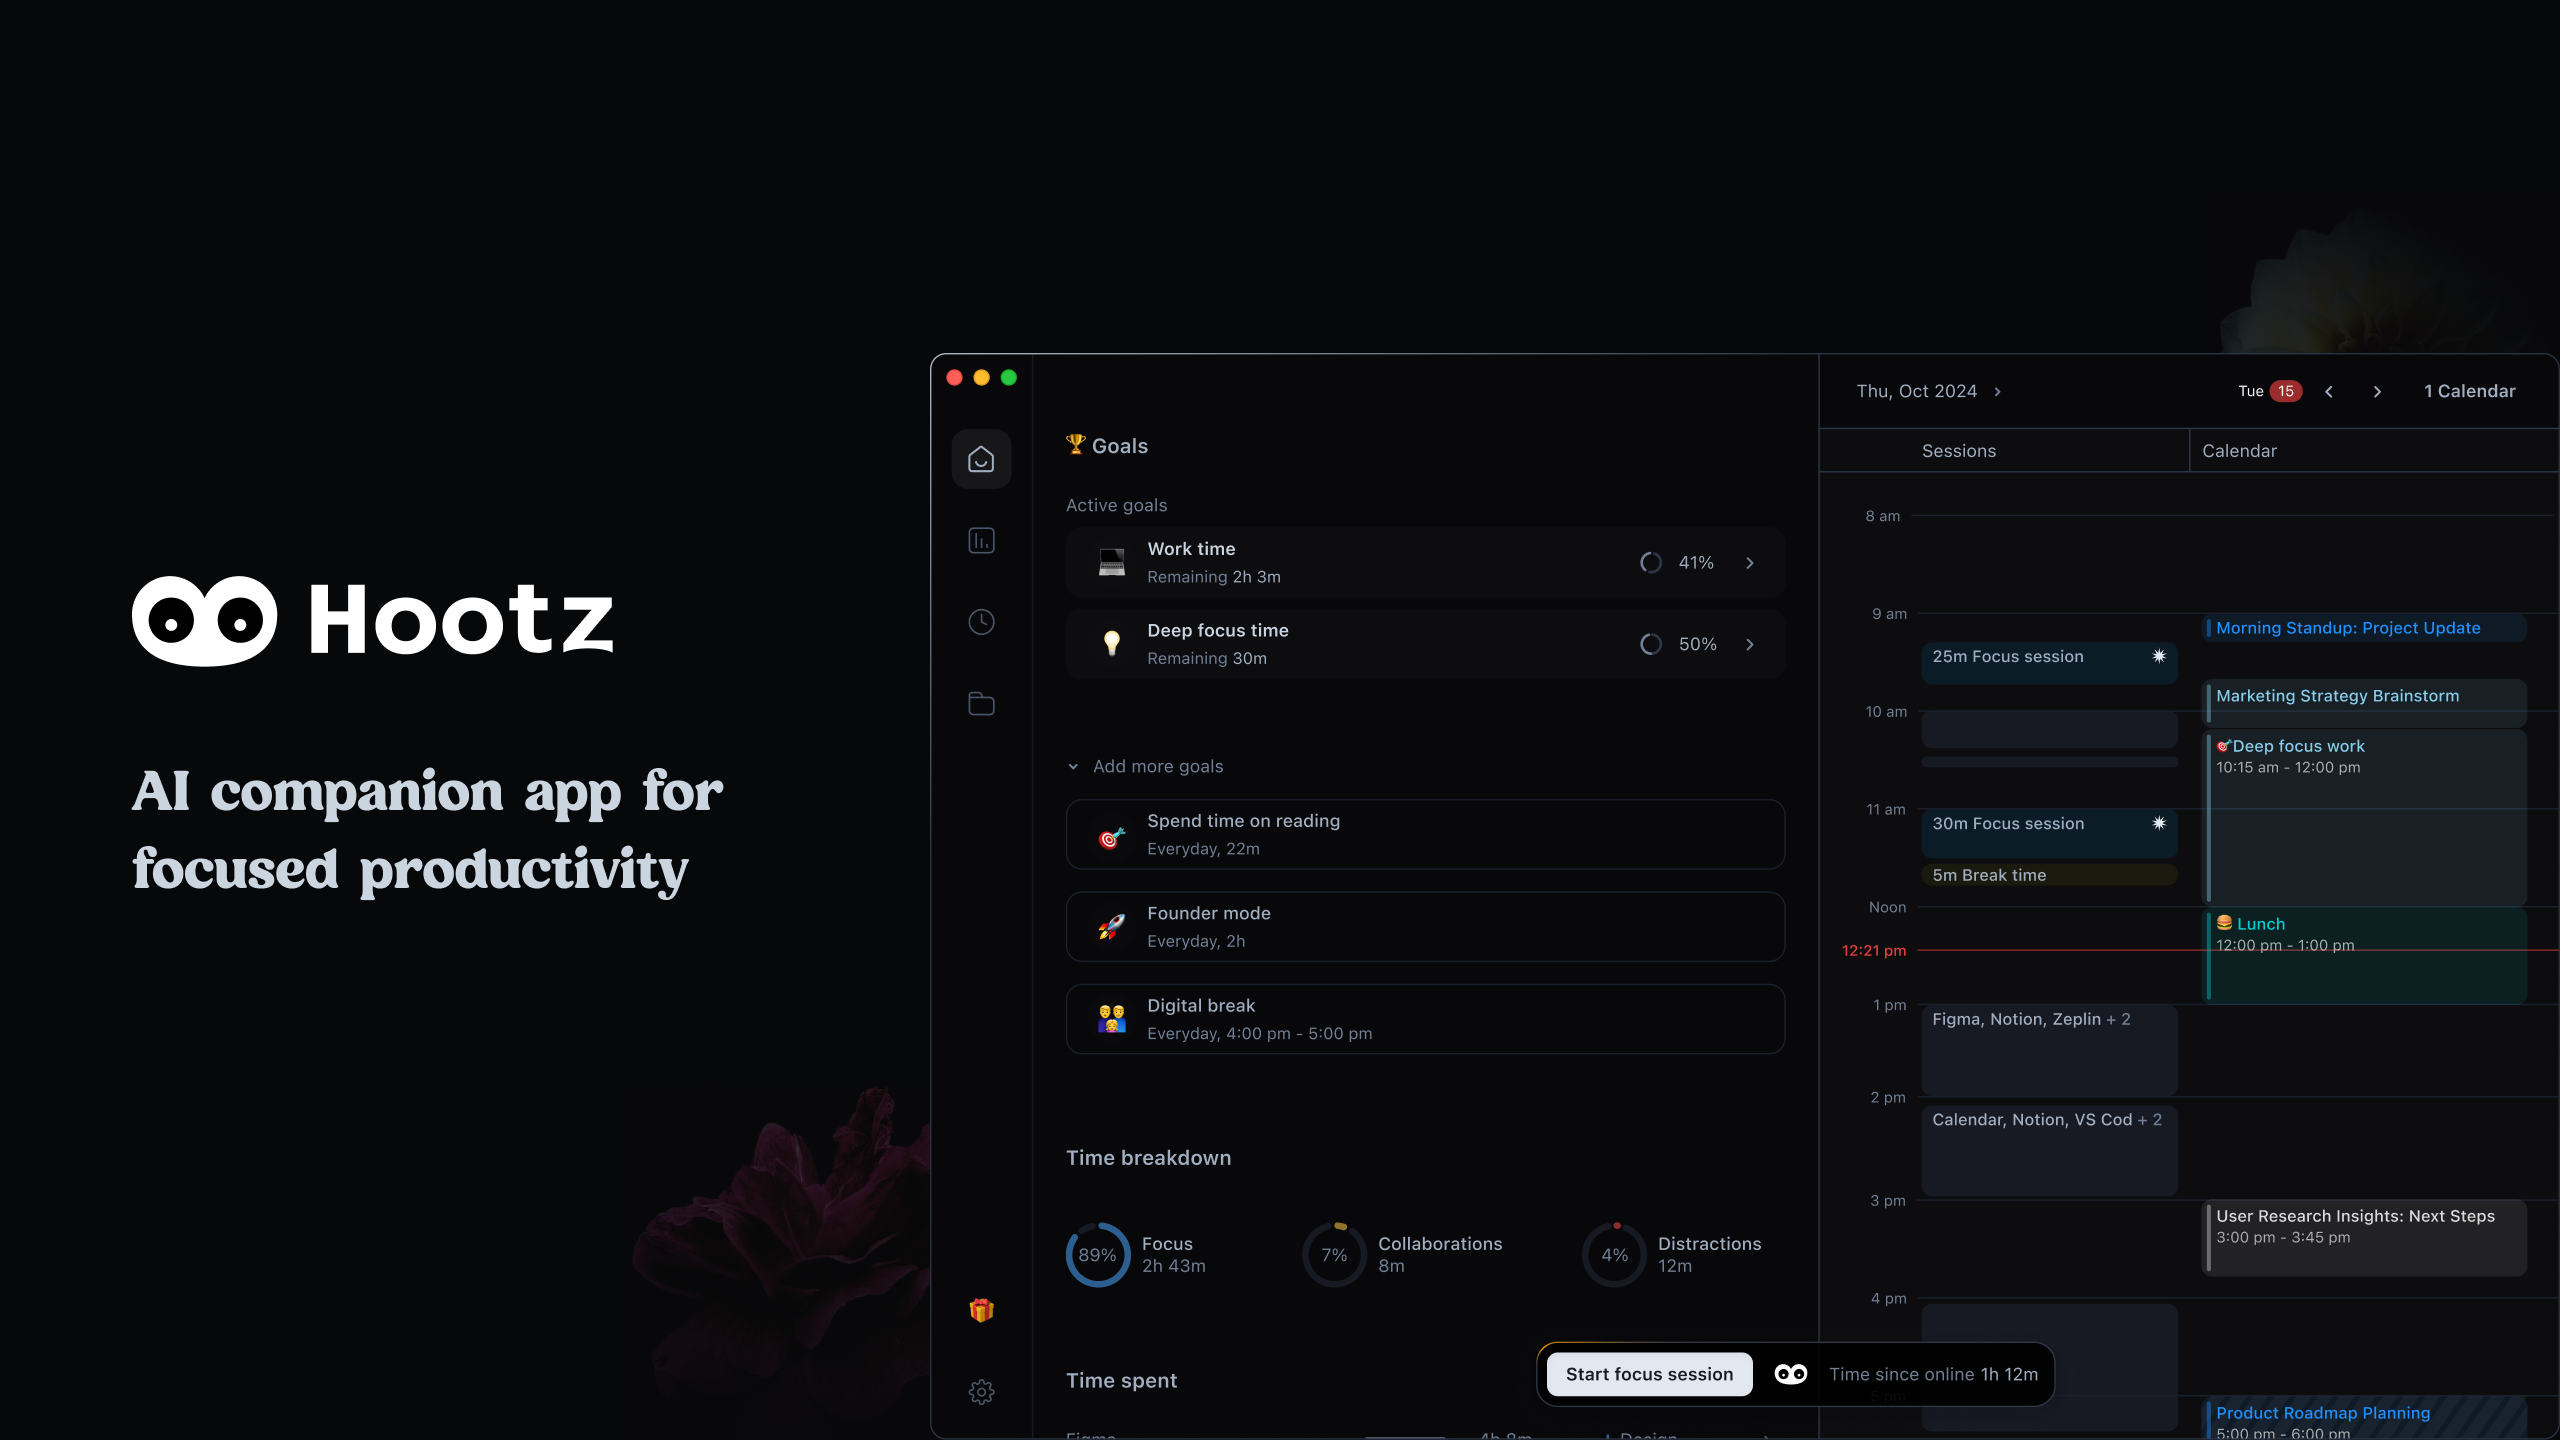 Hootz
AI companion app for
focused productivity
🏆 Goals
Active goals
Work time
Remaining 2h 3m
41%
Deep focus time
Remaining 30m
50%
Add more goals
Spend time on reading
Everyday, 22m
Founder mode
Everyday, 2h
Digital break
Everyday, 4:00 pm - 5:00 pm
Time breakdown
89%
Focus
2h 43m
7%
Collaborations
8m
4%
Distractions
12m
Time spent
Figma
4h 8m
Design
Start focus session
Time since online 1h 12m
Thu, Oct 2024
Tue 15
1 Calendar
Sessions
Calendar
8 am
9 am
Morning Standup: Project Update
25m Focus session
Marketing Strategy Brainstorm
10 am
🎯Deep focus work
10:15 am - 12:00 pm
11 am
30m Focus session
5m Break time
Noon
🍔 Lunch
12:00 pm - 1:00 pm
12:21 pm
1 pm
Figma, Notion, Zeplin + 2
2 pm
Calendar, Notion, VS Cod + 2
3 pm
User Research Insights: Next Steps
3:00 pm - 3:45 pm
4 pm
5 pm
Product Roadmap Planning
5:00 pm - 6:00 pm